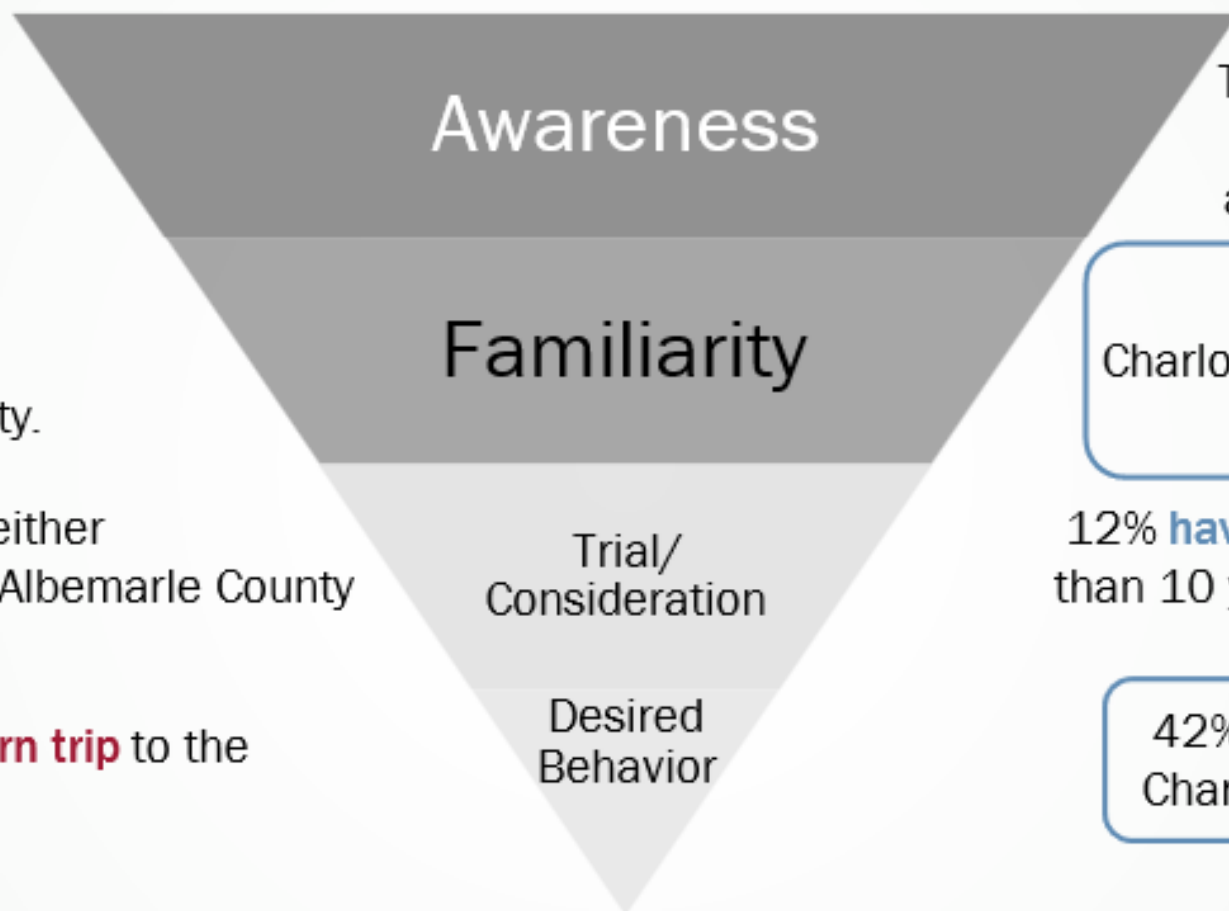 Awareness
Familiarity
Charlo
ty.
either
12% hav
Albemarle County
than 10
Trial/
Consideration
Desired
Behavior
rn trip to the
42%
Char